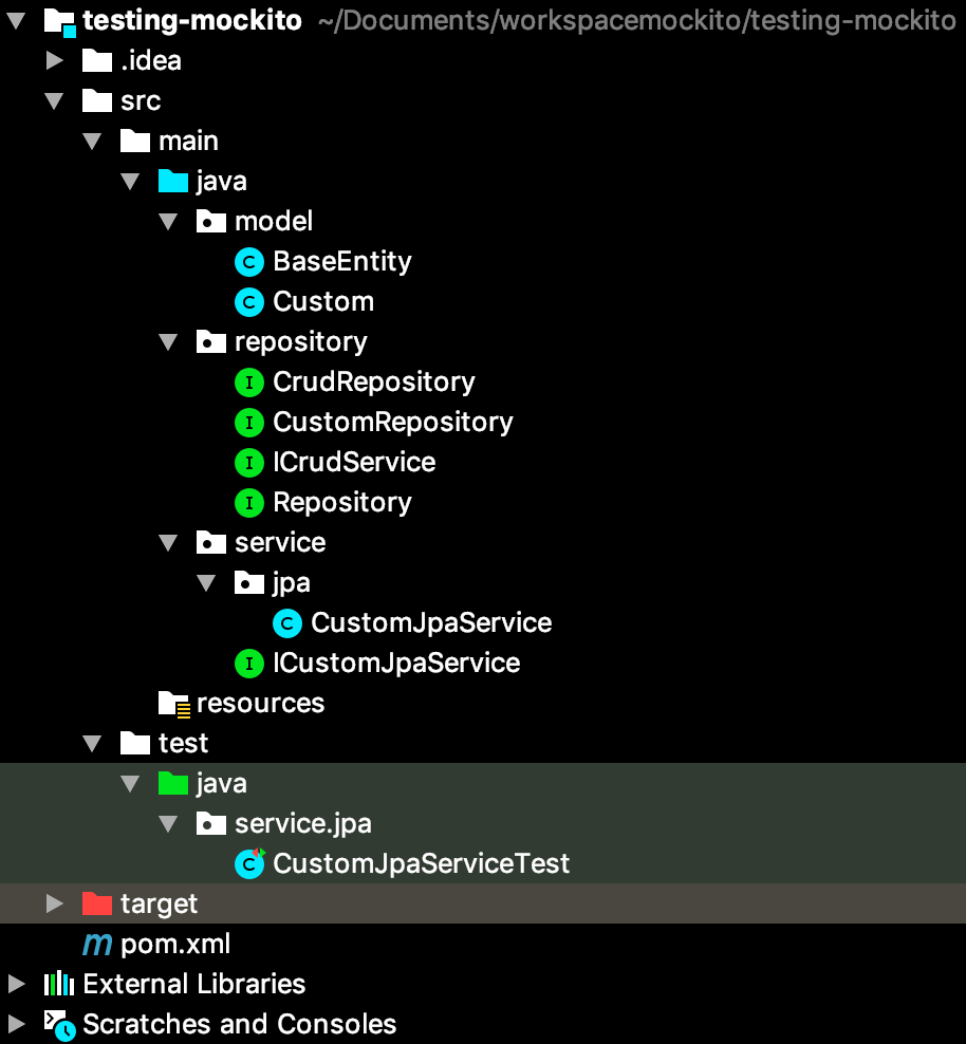 testing-mockito ~/Documents/workspacemockito/testing-mockito
.idea
src
main
java
model
C BaseEntity
C Custom
repository
I CrudRepository
I CustomRepository
I ICrudService
I Repository
service
jpa
C CustomJpaService
I ICustomJpaService
resources
test
java
service.jpa
C CustomJpaServiceTest
target
m pom.xml
External Libraries
Scratches and Consoles